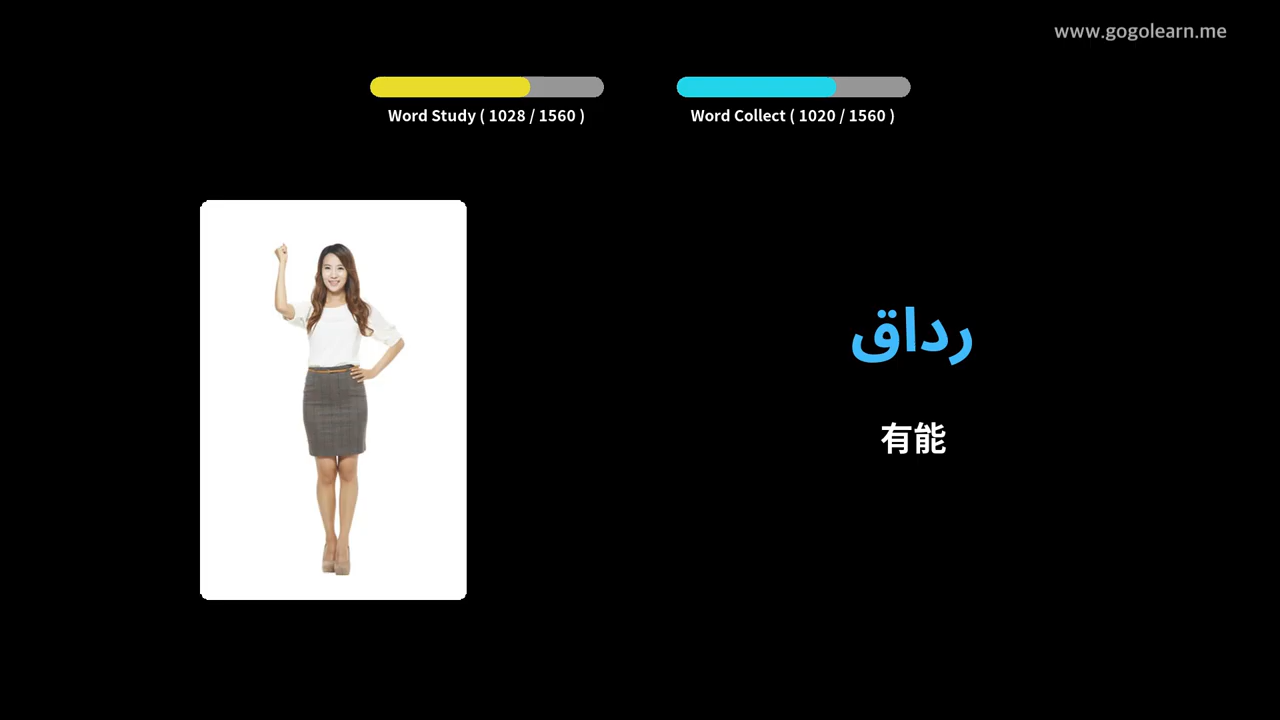 www.gogolearn.me
Word Study ( 1028 / 1560 )
Word Collect ( 1020 / 1560 )
رداق
有能